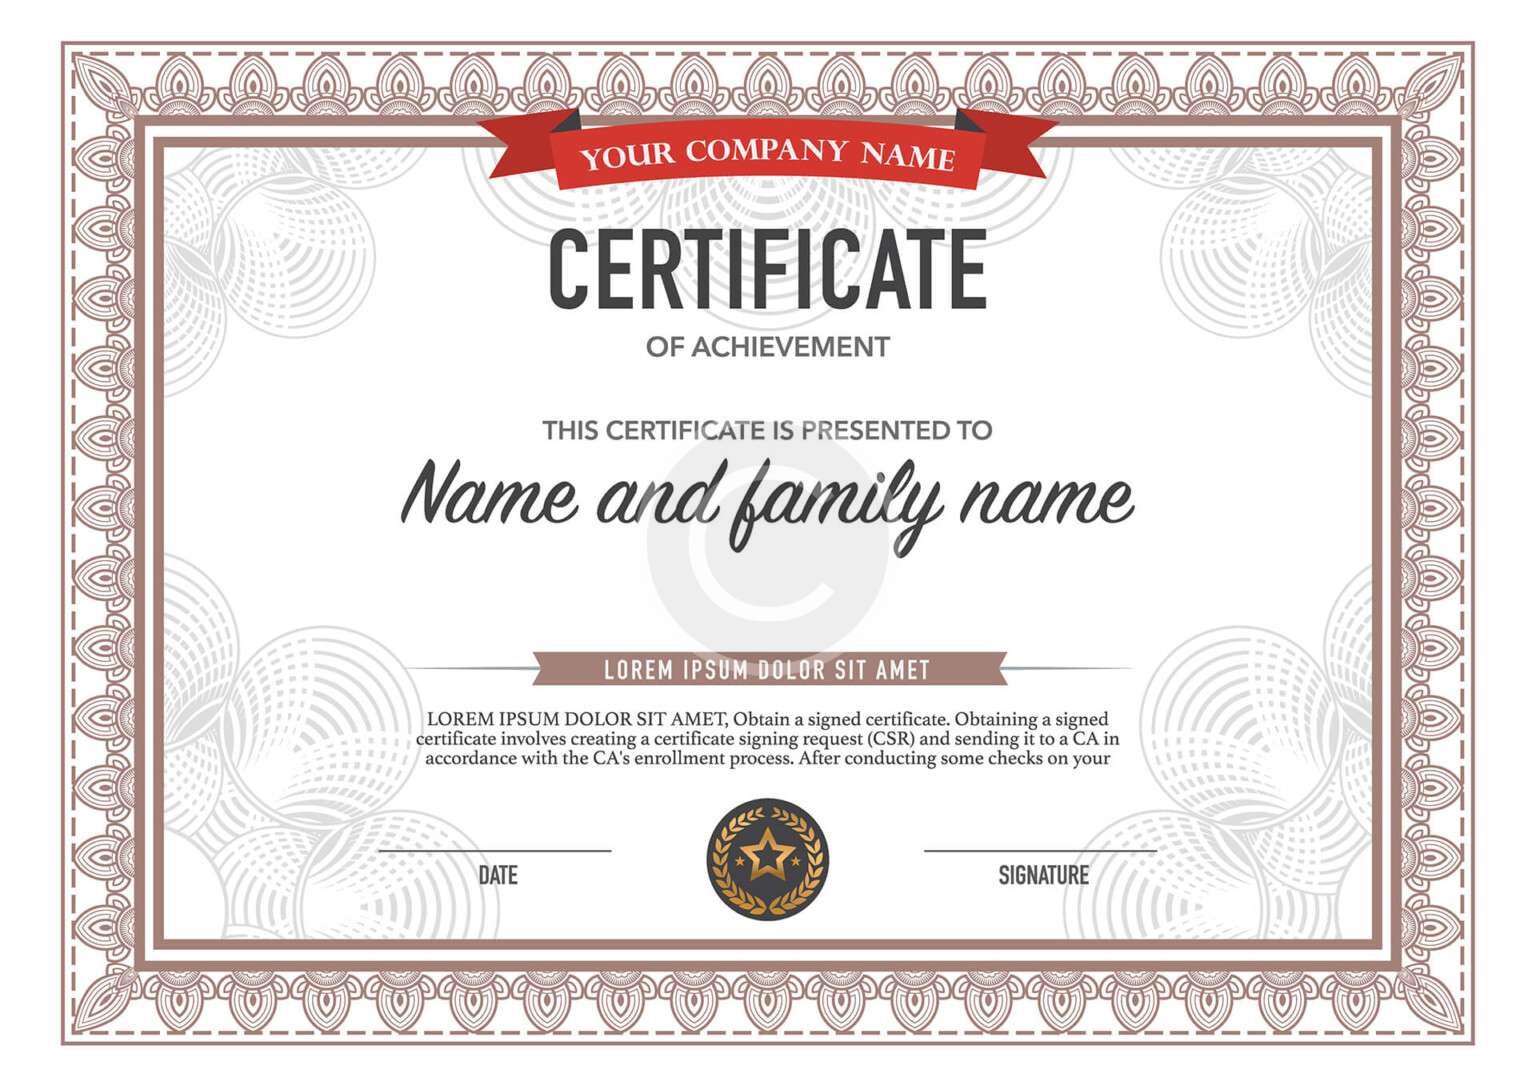 YOUR COMPANY NAME
CERTIFICATE
OF ACHIEVEMENT
THIS CERTIFICATE IS PRESENTED TO
Name and family name
LOREM IPSUM DOLOR SIT AMET
LOREM IPSUM DOLOR SIT AMET, Obtain a signed certificate. Obtaining a signed
certificate involves creating a certificate signing request (CSR) and sending it to a CA in
accordance with the CA's enrollment process. After conducting some checks on your
DATE
SIGNATURE